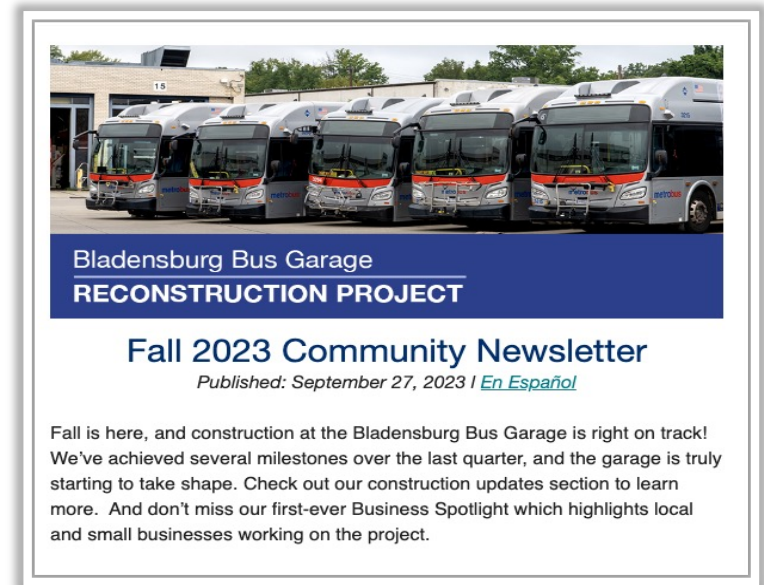 15
metrobus
metrobus
metrobus
metrobus
Bladensburg Bus Garage
RECONSTRUCTION PROJECT
Fall 2023 Community Newsletter
Published: September 27, 2023 I En Español
Fall is here, and construction at the Bladensburg Bus Garage is right on track!
We've achieved several milestones over the last quarter, and the garage is truly
starting to take shape. Check out our construction updates section to learn
more.  And don't miss our first-ever Business Spotlight which highlights local
and small businesses working on the project.